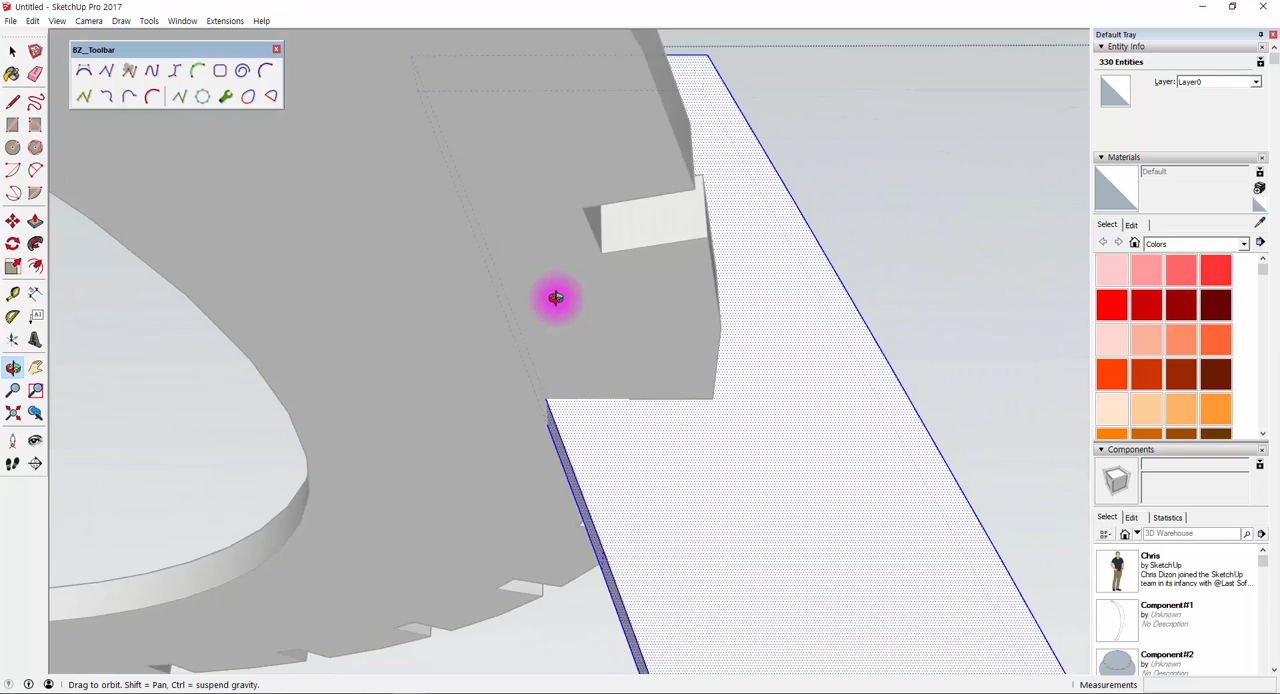 Untitled - SketchUp Pro 2017
File Edit View Camera Draw Tools Window Extensions Help
BZ__Toolbar
Default Tray
Entity Info
330 Entities
Layer: Layer0
Materials
Default
Select Edit
Colors
Components
Select Edit Statistics
3D Warehouse
Chris
by SketchUp
Chris Dizon joined the SketchUp
team in its infancy with @Last Sof...
Component#1
by Unknown
No Description
Component#2
by Unknown
A1
Drag to orbit. Shift = Pan, Ctrl = suspend gravity.
Measurements